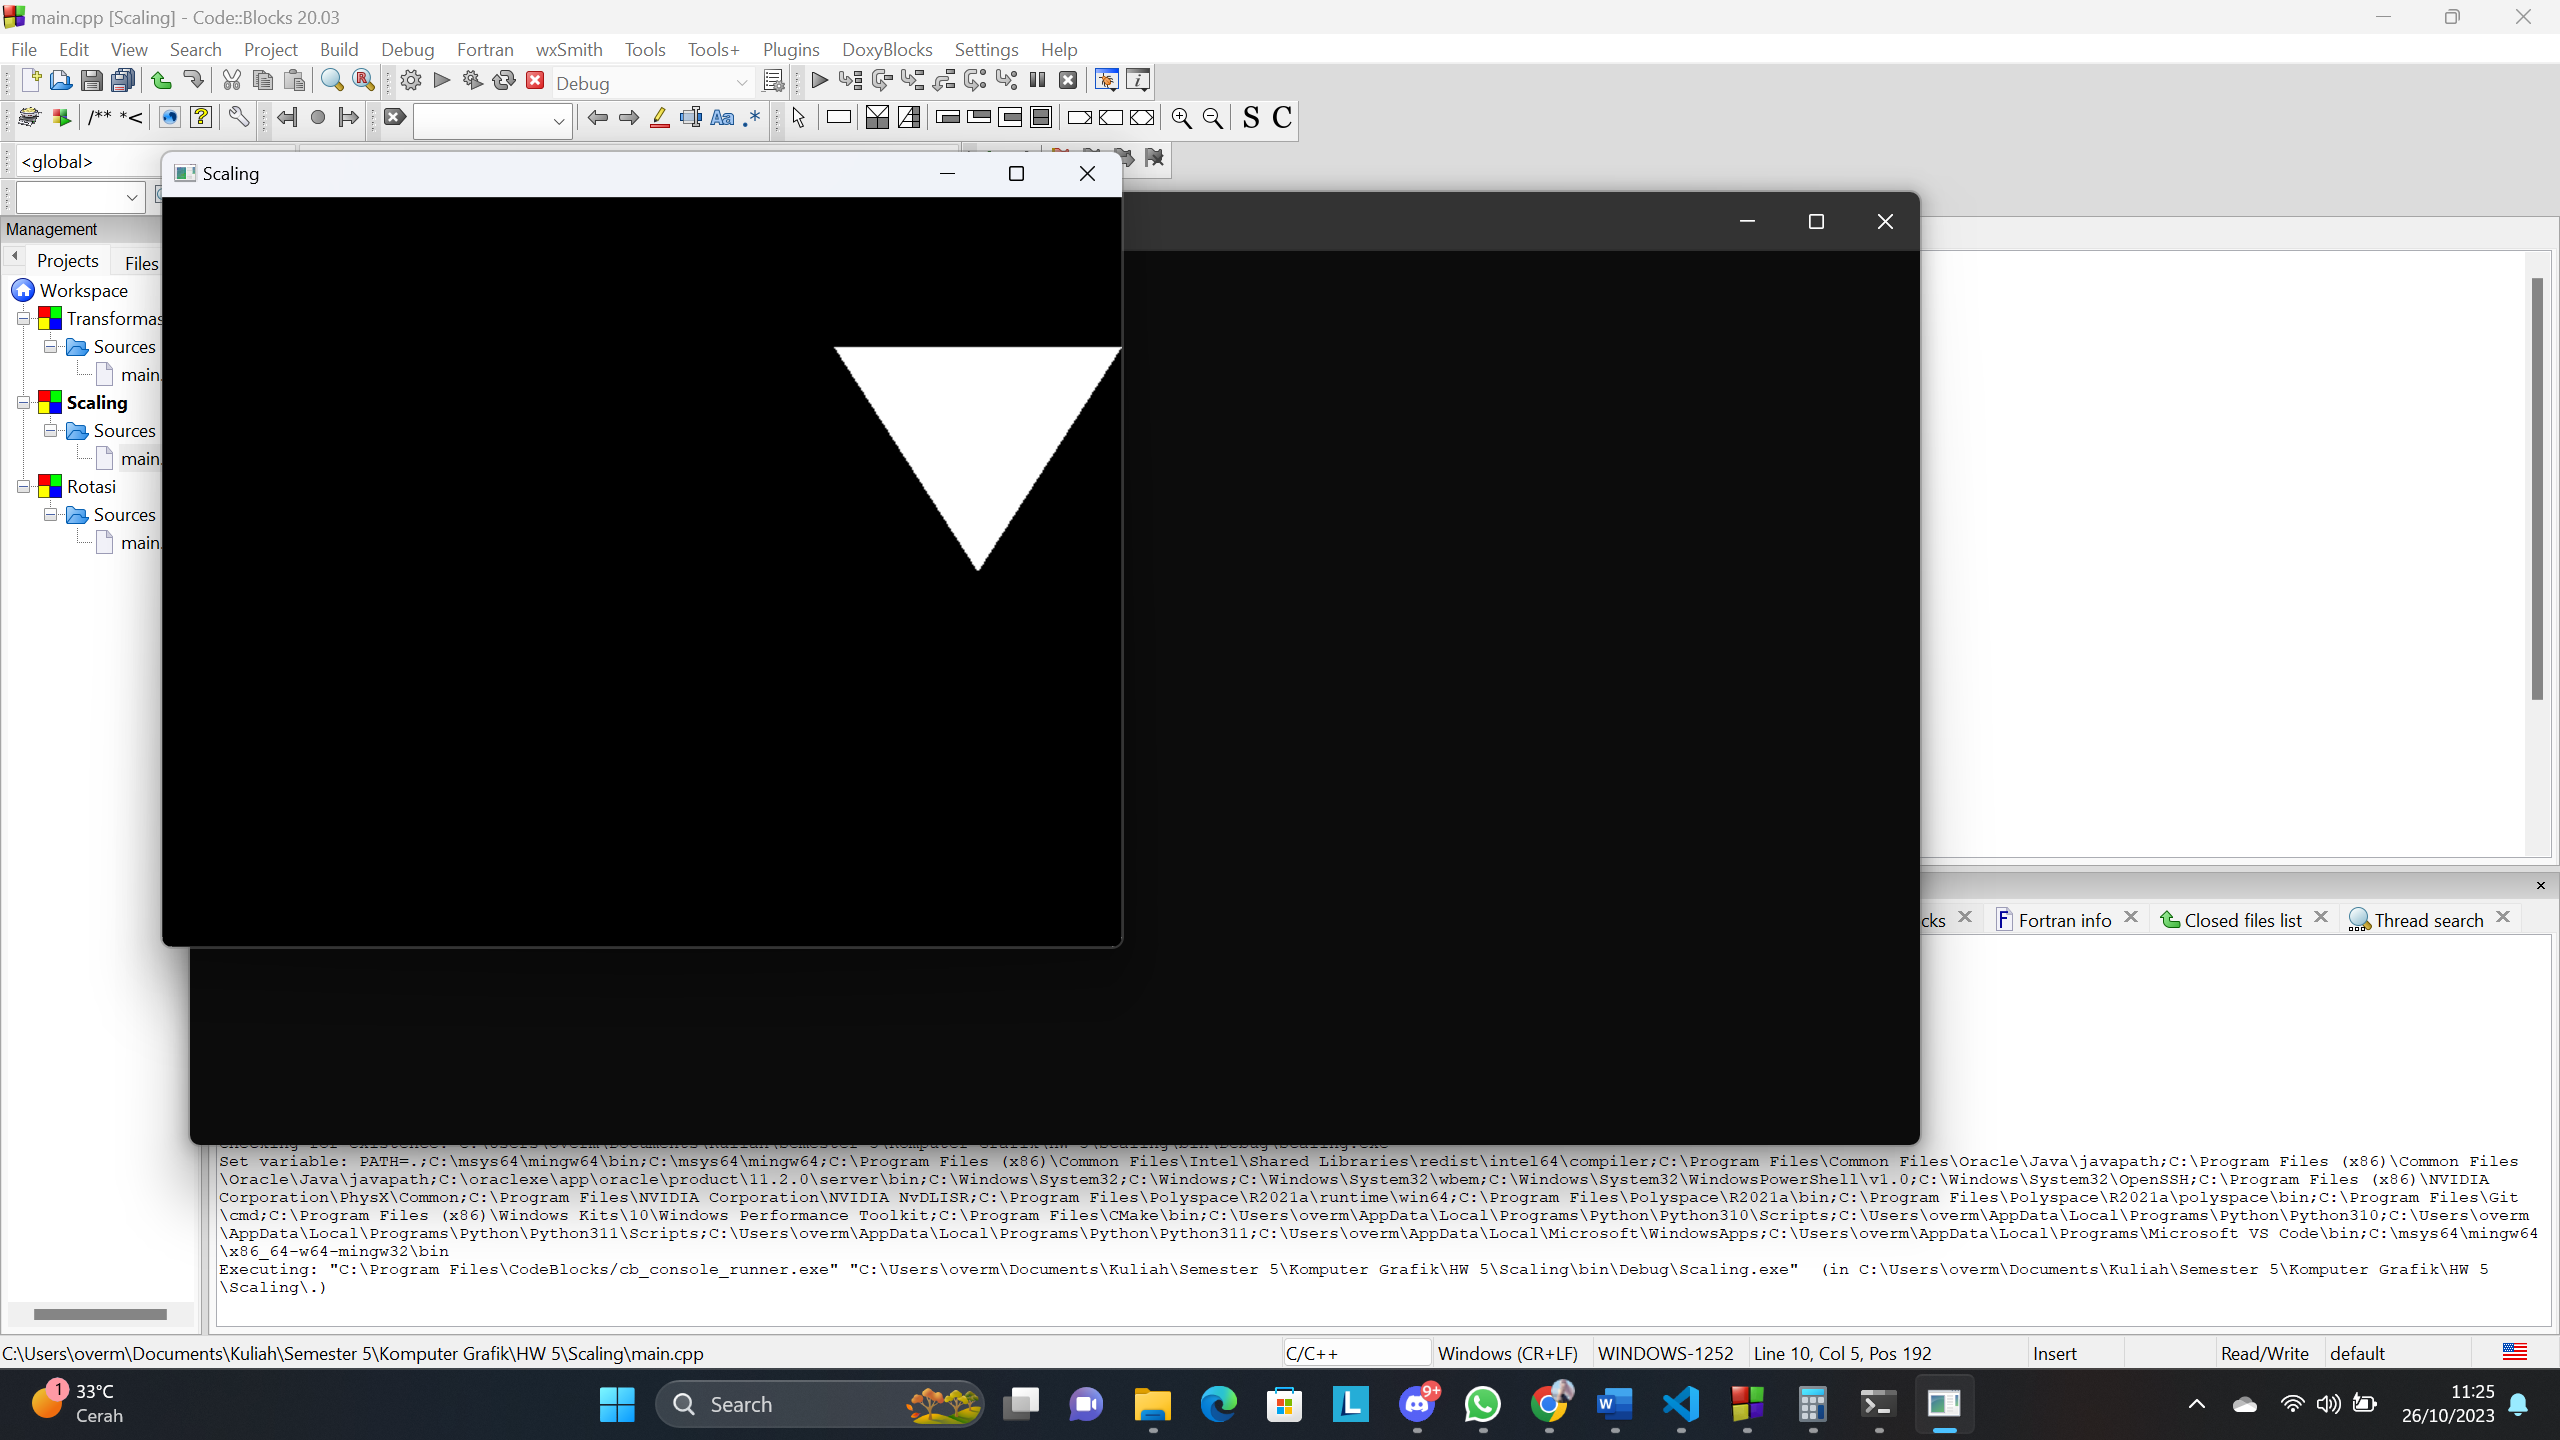 main.cpp [Scaling] - Code::Blocks 20.03
File Edit View Search Project Build Debug Fortran wxSmith Tools Tools+ Plugins DoxyBlocks Settings Help
Debug
/** *< Aa .* S C
<global>
Scaling
Management
Projects Files
Workspace
Transformas
Sources
main.
Scaling
Sources
main.
Rotasi
Sources
main.
cks Fortran info Closed files list Thread search
Set variable: PATH=.;C:\msys64\mingw64\bin;C:\msys64\mingw64;C:\Program Files (x86)\Common Files\Intel\Shared Libraries\redist\intel64\compiler;C:\Program Files\Common Files\Oracle\Java\javapath;C:\Program Files (x86)\Common Files
\Oracle\Java\javapath;C:\oraclexe\app\oracle\product\11.2.0\server\bin;C:\Windows\System32;C:\Windows;C:\Windows\System32\wbem;C:\Windows\System32\WindowsPowerShell\v1.0;C:\Windows\System32\OpenSSH;C:\Program Files (x86)\NVIDIA
Corporation\PhysX\Common;C:\Program Files\NVIDIA Corporation\NVIDIA NvDLISR;C:\Program Files\Polyspace\R2021a\runtime\win64;C:\Program Files\Polyspace\R2021a\bin;C:\Program Files\Polyspace\R2021a\polyspace\bin;C:\Program Files\Git
\cmd;C:\Program Files (x86)\Windows Kits\10\Windows Performance Toolkit;C:\Program Files\CMake\bin;C:\Users\overm\AppData\Local\Programs\Python\Python310\Scripts;C:\Users\overm\AppData\Local\Programs\Python\Python310;C:\Users\overm
\AppData\Local\Programs\Python\Python311\Scripts;C:\Users\overm\AppData\Local\Programs\Python\Python311;C:\Users\overm\AppData\Local\Microsoft\WindowsApps;C:\Users\overm\AppData\Local\Programs\Microsoft VS Code\bin;C:\msys64\mingw64
\x86_64-w64-mingw32\bin
Executing: "C:\Program Files\CodeBlocks/cb_console_runner.exe" "C:\Users\overm\Documents\Kuliah\Semester 5\Komputer Grafik\HW 5\Scaling\bin\Debug\Scaling.exe"  (in C:\Users\overm\Documents\Kuliah\Semester 5\Komputer Grafik\HW 5
\Scaling\.)
C:\Users\overm\Documents\Kuliah\Semester 5\Komputer Grafik\HW 5\Scaling\main.cpp C/C++ Windows (CR+LF) WINDOWS-1252 Line 10, Col 5, Pos 192 Insert Read/Write default
1 33°C
Cerah
Search
9+
11:25
26/10/2023